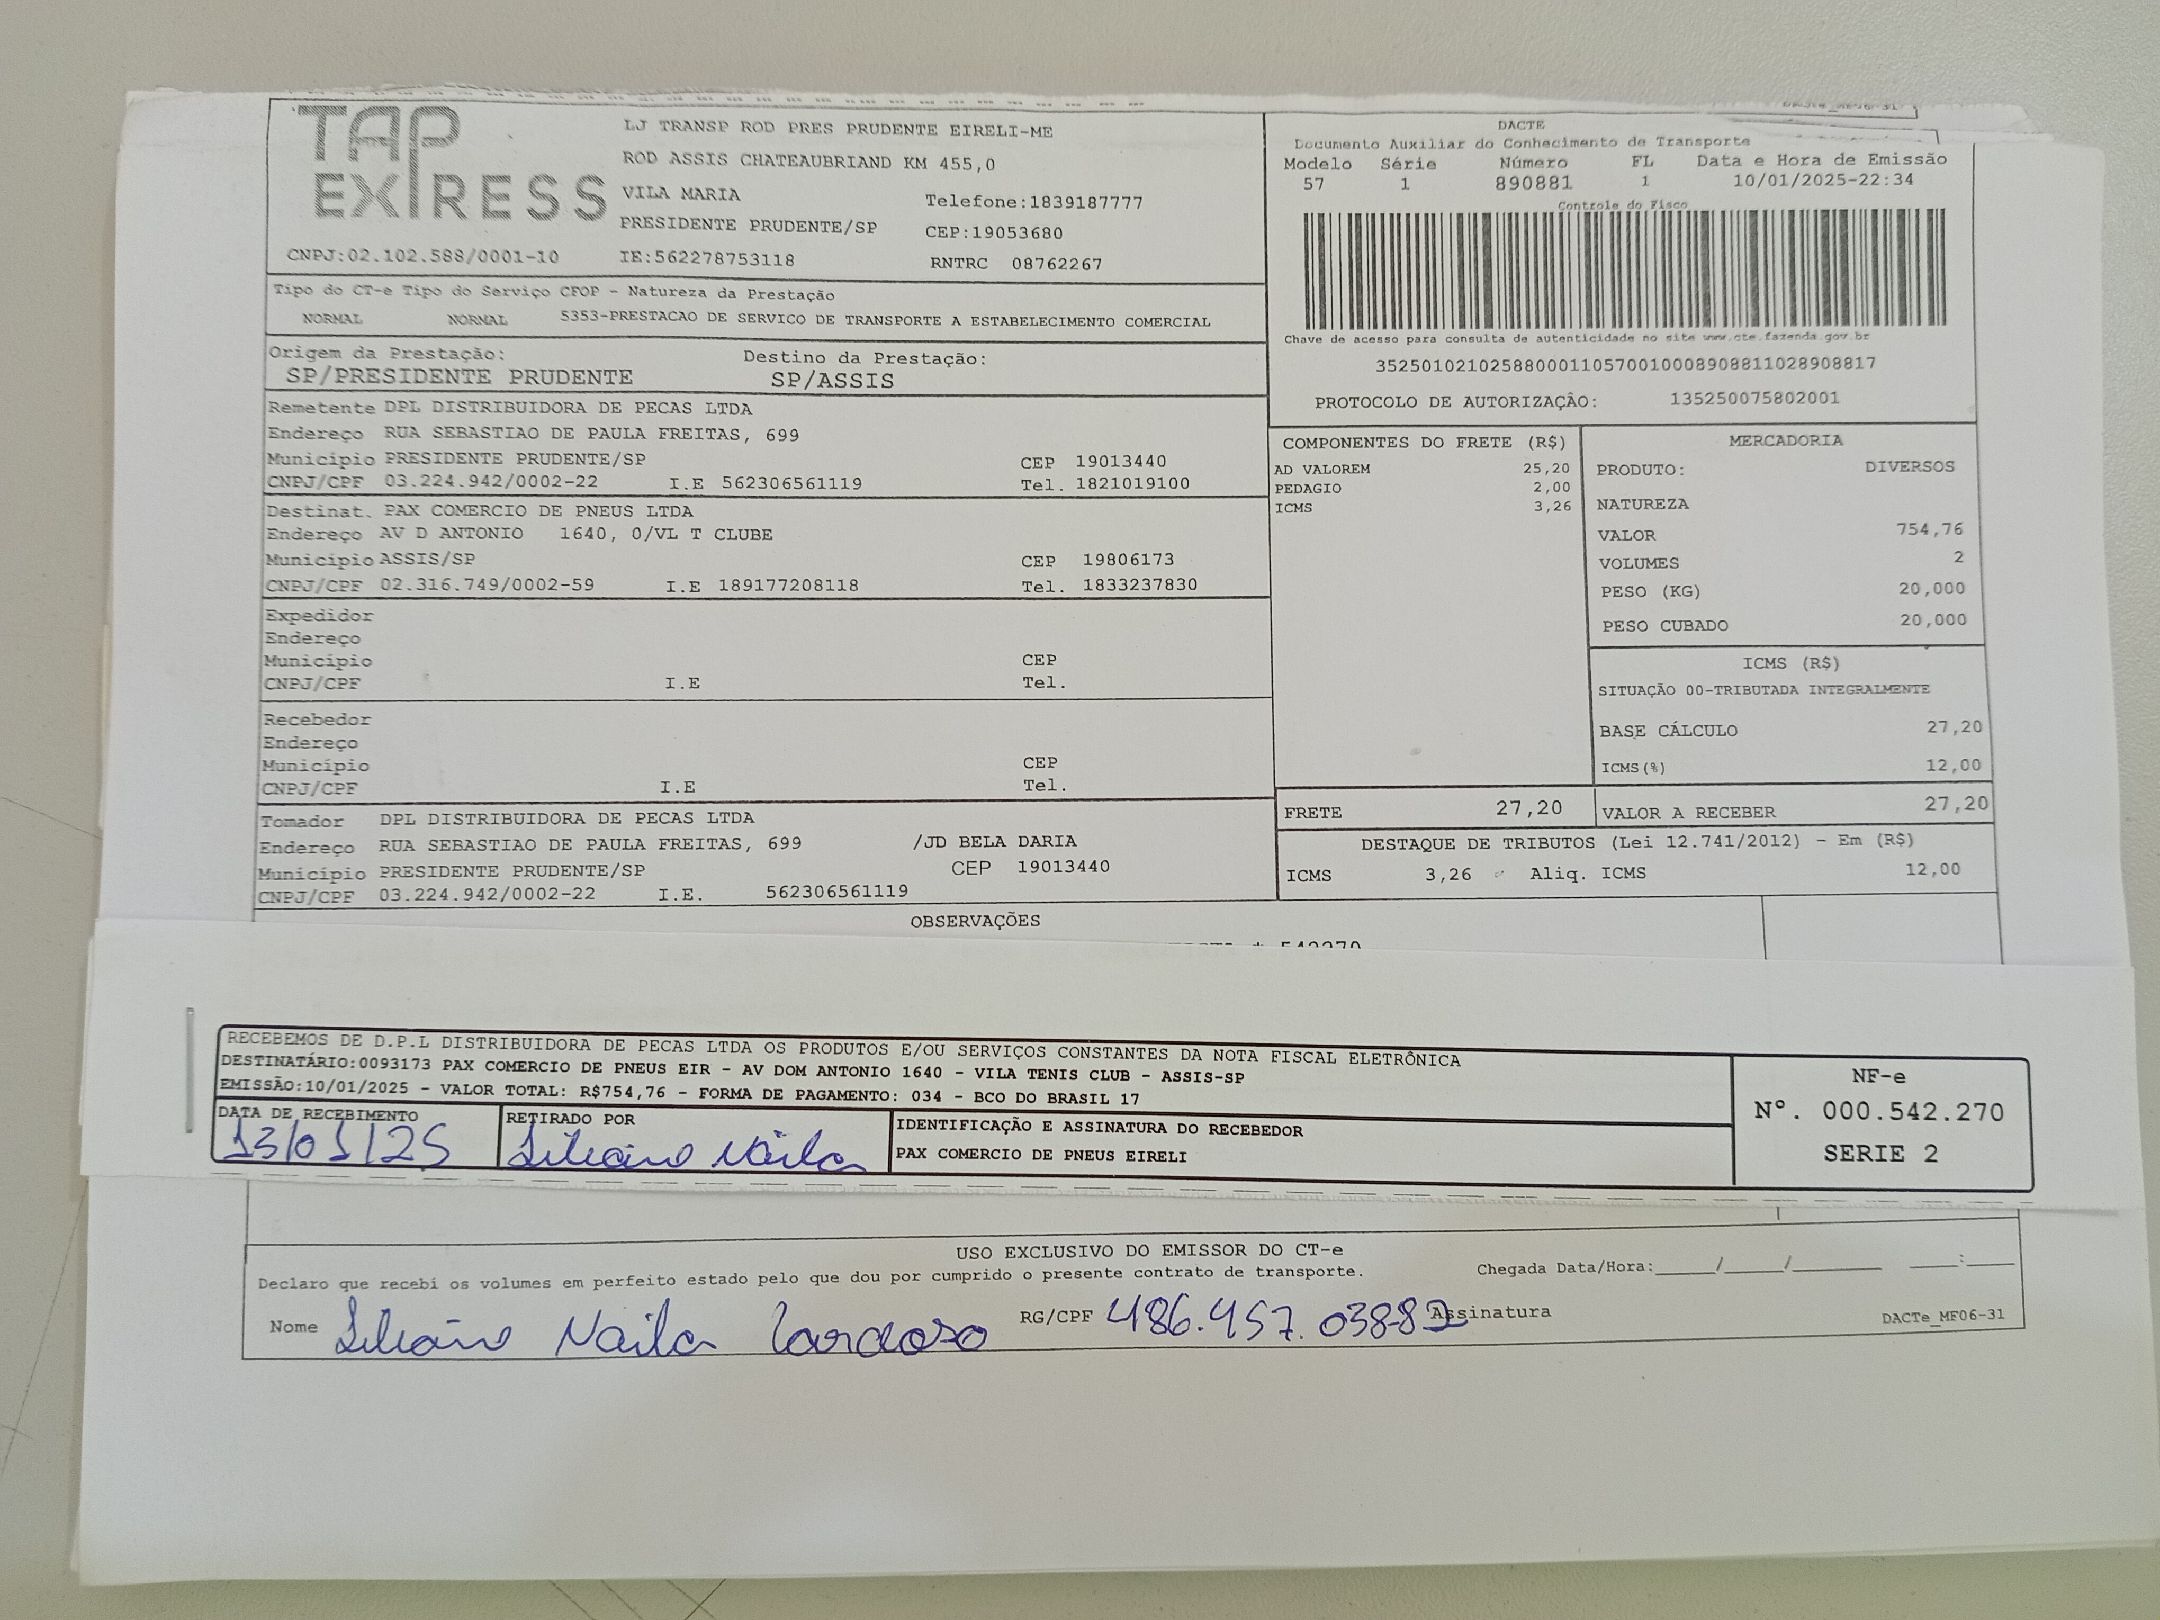 TAP
EXPRESS
LJ TRANSP ROD PRES PRUDENTE EIRELI-ME
ROD ASSIS CHATEAUBRIAND KM 455,0
VILA MARIA Telefone:1839187777
PRESIDENTE PRUDENTE/SP CEP:19053680
CNPJ:02.102.588/0001-10 IE:562278753118 RNTRC 08762267
DACTE
Documento Auxiliar do Conhecimento de Transporte
Modelo Série Número FL Data e Hora de Emissão
57 1 890881 1 10/01/2025-22:34
Controle do Fisco
Chave de acesso para consulta de autenticidade no site www.cte.fazenda.gov.br
35250102102588000110570010008908811028908817
PROTOCOLO DE AUTORIZAÇÃO: 135250075802001
Tipo do CT-e Tipo do Serviço CFOP - Natureza da Prestação
NORMAL NORMAL 5353-PRESTACAO DE SERVICO DE TRANSPORTE A ESTABELECIMENTO COMERCIAL
Origem da Prestação: Destino da Prestação:
SP/PRESIDENTE PRUDENTE SP/ASSIS
Remetente DPL DISTRIBUIDORA DE PECAS LTDA
Endereço RUA SEBASTIAO DE PAULA FREITAS, 699
Município PRESIDENTE PRUDENTE/SP CEP 19013440
CNPJ/CPF 03.224.942/0002-22 I.E 562306561119 Tel. 1821019100
Destinat. PAX COMERCIO DE PNEUS LTDA
Endereço AV D ANTONIO 1640, 0/VL T CLUBE
Município ASSIS/SP CEP 19806173
CNPJ/CPF 02.316.749/0002-59 I.E 189177208118 Tel. 1833237830
Expedidor
Endereço
Município CEP
CNPJ/CPF I.E Tel.
Recebedor
Endereço
Município CEP
CNPJ/CPF I.E Tel.
Tomador DPL DISTRIBUIDORA DE PECAS LTDA
Endereço RUA SEBASTIAO DE PAULA FREITAS, 699 /JD BELA DARIA
Município PRESIDENTE PRUDENTE/SP CEP 19013440
CNPJ/CPF 03.224.942/0002-22 I.E. 562306561119
COMPONENTES DO FRETE (R$)
AD VALOREM 25,20
PEDAGIO 2,00
ICMS 3,26
MERCADORIA
PRODUTO: DIVERSOS
NATUREZA
VALOR 754,76
VOLUMES 2
PESO (KG) 20,000
PESO CUBADO 20,000
ICMS (R$)
SITUAÇÃO 00-TRIBUTADA INTEGRALMENTE
BASE CÁLCULO 27,20
ICMS(%) 12,00
FRETE 27,20 VALOR A RECEBER 27,20
DESTAQUE DE TRIBUTOS (Lei 12.741/2012) - Em (R$)
ICMS 3,26 Aliq. ICMS 12,00
OBSERVAÇÕES
RECEBEMOS DE D.P.L DISTRIBUIDORA DE PECAS LTDA OS PRODUTOS E/OU SERVIÇOS CONSTANTES DA NOTA FISCAL ELETRÔNICA
DESTINATÁRIO:0093173 PAX COMERCIO DE PNEUS EIR - AV DOM ANTONIO 1640 - VILA TENIS CLUB - ASSIS-SP
EMISSÃO:10/01/2025 - VALOR TOTAL: R$754,76 - FORMA DE PAGAMENTO: 034 - BCO DO BRASIL 17
DATA DE RECEBIMENTO RETIRADO POR IDENTIFICAÇÃO E ASSINATURA DO RECEBEDOR
13/01/25 PAX COMERCIO DE PNEUS EIRELI
NF-e
Nº. 000.542.270
SERIE 2
USO EXCLUSIVO DO EMISSOR DO CT-e
Declaro que recebi os volumes em perfeito estado pelo que dou por cumprido o presente contrato de transporte. Chegada Data/Hora:_____/_____/________ ____:____
Nome Naila Cardoso RG/CPF 486.457.038-82 Assinatura DACTe_MF06-31